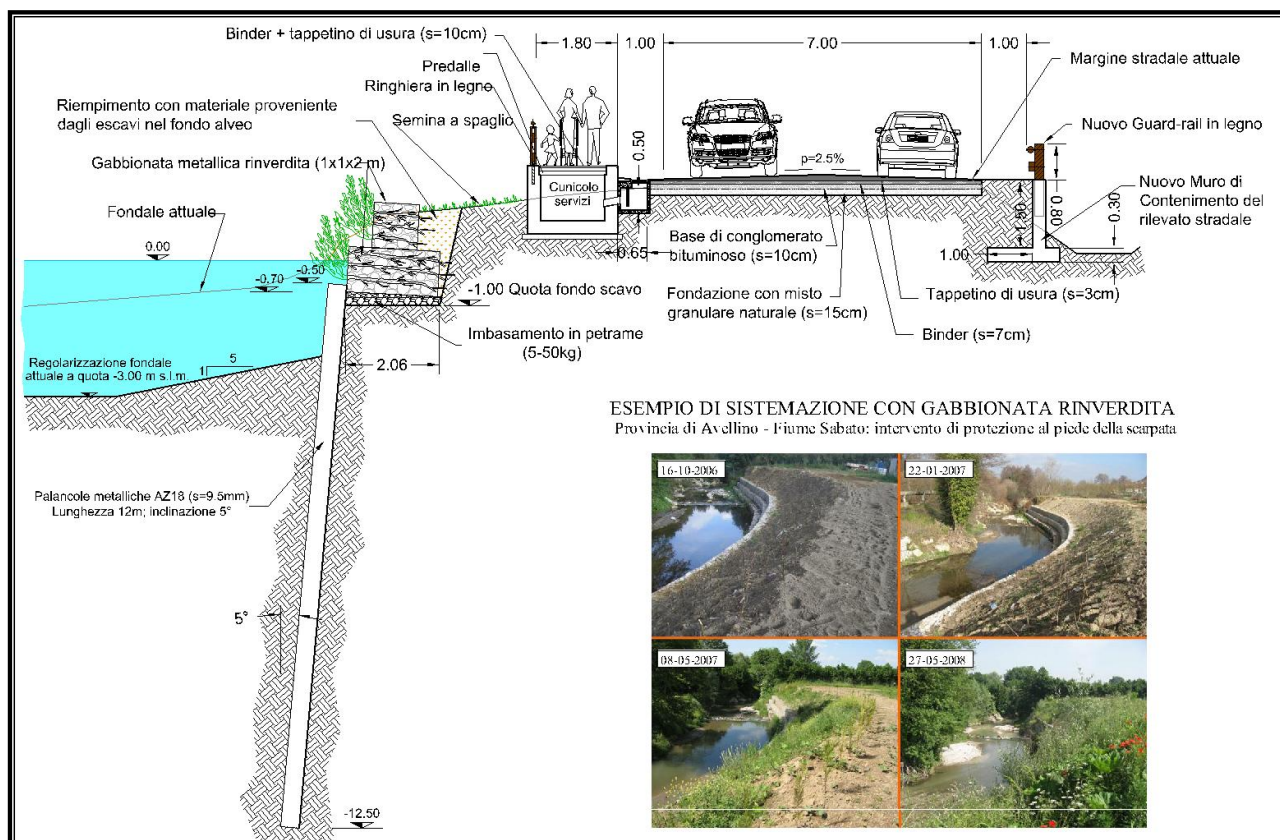 Binder + tappetino di usura (s=10cm)
Predalle
Ringhiera in legno
Riempimento con materiale proveniente
dagli escavi nel fondo alveo
Semina a spaglio
Gabbionata metallica rinverdita (1x1x2 m)
Fondale attuale
0.00
-0.70
-0.50
-1.00 Quota fondo scavo
Imbasamento in petrame
(5-50kg)
2.06
Regolarizzazione fondale
attuale a quota -3.00 m s.l.m.
1
5
Palancole metalliche AZ18 (s=9.5mm)
Lunghezza 12m; inclinazione 5°
5°
-12.50
1.80
1.00
7.00
1.00
0.50
Cunicolo
servizi
0.65
p=2.5%
Margine stradale attuale
Nuovo Guard-rail in legno
Nuovo Muro di
Contenimento del
rilevato stradale
1.50
0.80
0.30
1.00
Base di conglomerato
bituminoso (s=10cm)
Fondazione con misto
granulare naturale (s=15cm)
Tappetino di usura (s=3cm)
Binder (s=7cm)
ESEMPIO DI SISTEMAZIONE CON GABBIONATA RINVERDITA
Provincia di Avellino - Fiume Sabato: intervento di protezione al piede della scarpata
16-10-2006
22-01-2007
08-05-2007
27-05-2008